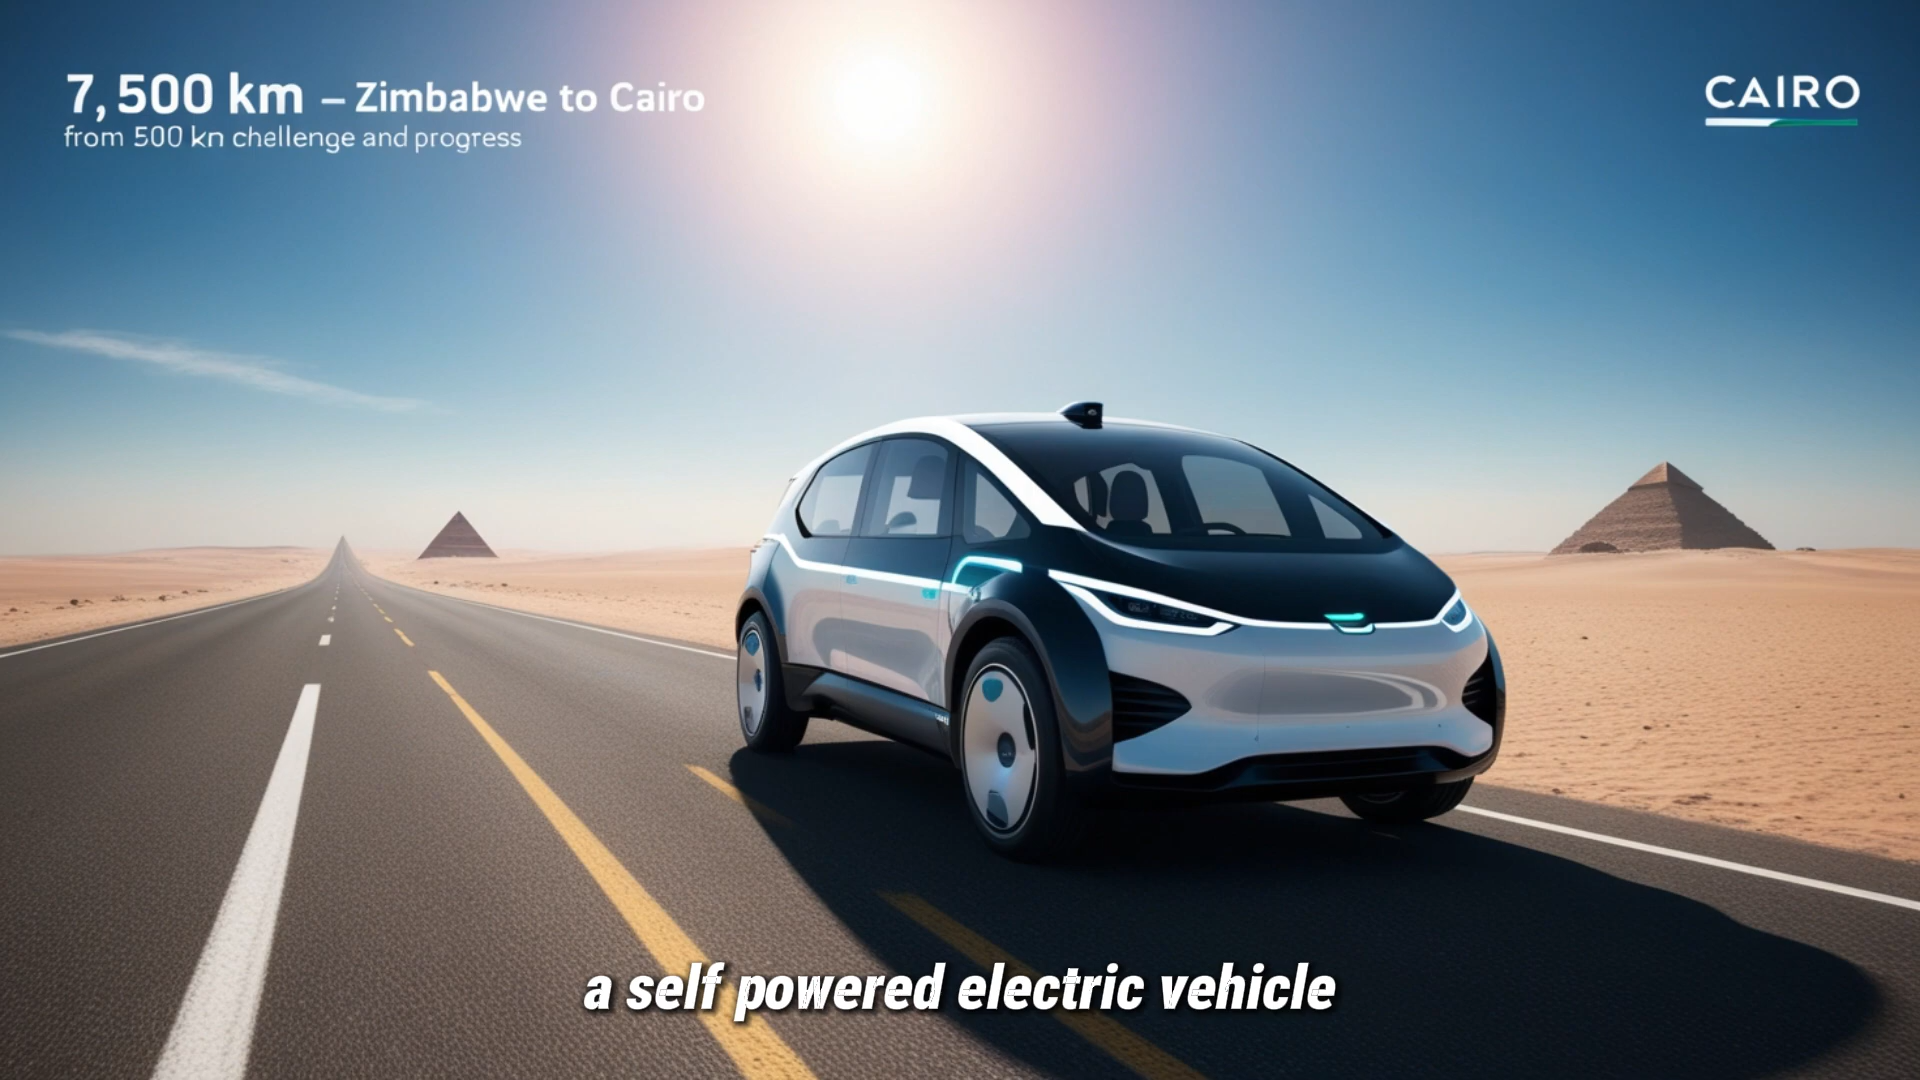 7,500 km – Zimbabwe to Cairo
from 500 kn chellenge and progress
CAIRO
a self powered electric vehicle